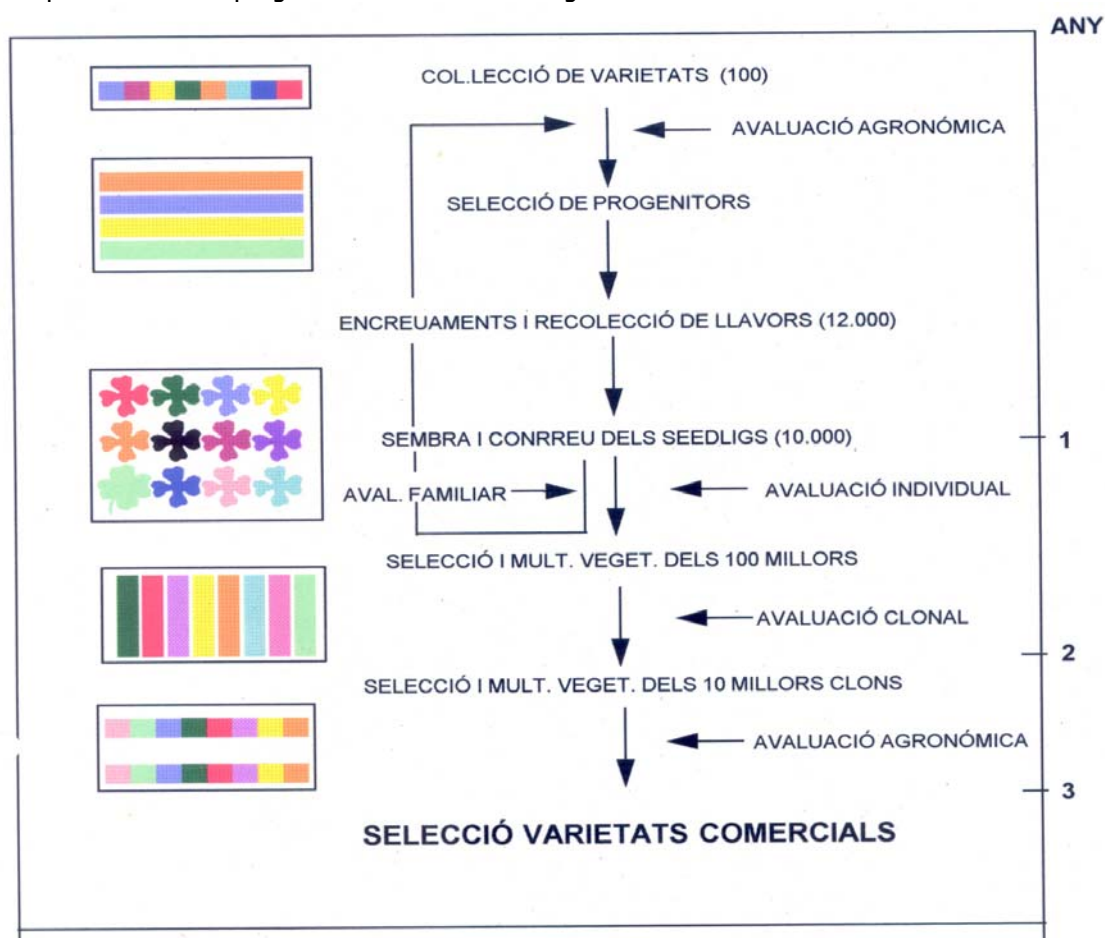 ANY
COL.LECCIÓ DE VARIETATS (100)
AVALUACIÓ AGRONÓMICA
SELECCIÓ DE PROGENITORS
ENCREUAMENTS I RECOLECCIÓ DE LLAVORS (12.000)
SEMBRA I CONRREU DELS SEEDLIGS (10.000)
1
AVAL. FAMILIAR
AVALUACIÓ INDIVIDUAL
SELECCIÓ I MULT. VEGET. DELS 100 MILLORS
AVALUACIÓ CLONAL
2
SELECCIÓ I MULT. VEGET. DELS 10 MILLORS CLONS
AVALUACIÓ AGRONÓMICA
3
SELECCIÓ VARIETATS COMERCIALS